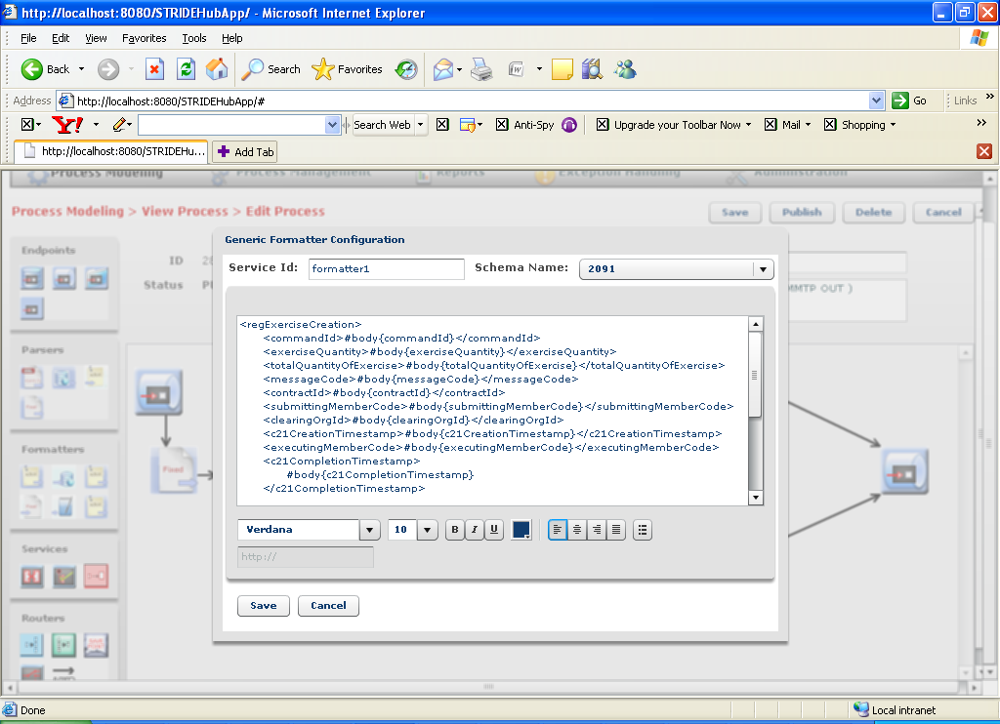 http://localhost:8080/STRIDEHubApp/ - Microsoft Internet Explorer
File Edit View Favorites Tools Help
Back Search Favorites
Address http://localhost:8080/STRIDEHubApp/# Go Links
Y! Search Web Anti-Spy Upgrade your Toolbar Now Mail Shopping
http://localhost:8080/STRIDEHu... Add Tab
Process Modeling Process Management Reports Exception Handling Administration
Process Modeling > View Process > Edit Process Save Publish Delete Cancel
Generic Formatter Configuration
Endpoints
ID
Service Id: formatter1 Schema Name: 2091
Status
MMTP OUT )
<regExerciseCreation>
<commandId>#body{commandId}</commandId>
<exerciseQuantity>#body{exerciseQuantity}</exerciseQuantity>
<totalQuantityOfExercise>#body{totalQuantityOfExercise}</totalQuantityOfExercise>
<messageCode>#body{messageCode}</messageCode>
<contractId>#body{contractId}</contractId>
<submittingMemberCode>#body{submittingMemberCode}</submittingMemberCode>
<clearingOrgId>#body{clearingOrgId}</clearingOrgId>
<c21CreationTimestamp>#body{c21CreationTimestamp}</c21CreationTimestamp>
<executingMemberCode>#body{executingMemberCode}</executingMemberCode>
<c21CompletionTimestamp>
#body{c21CompletionTimestamp}
</c21CompletionTimestamp>
Parsers
Formatters
Fixed
Verdana 10 B I U
http://
Services
Save Cancel
Routers
Done Local intranet